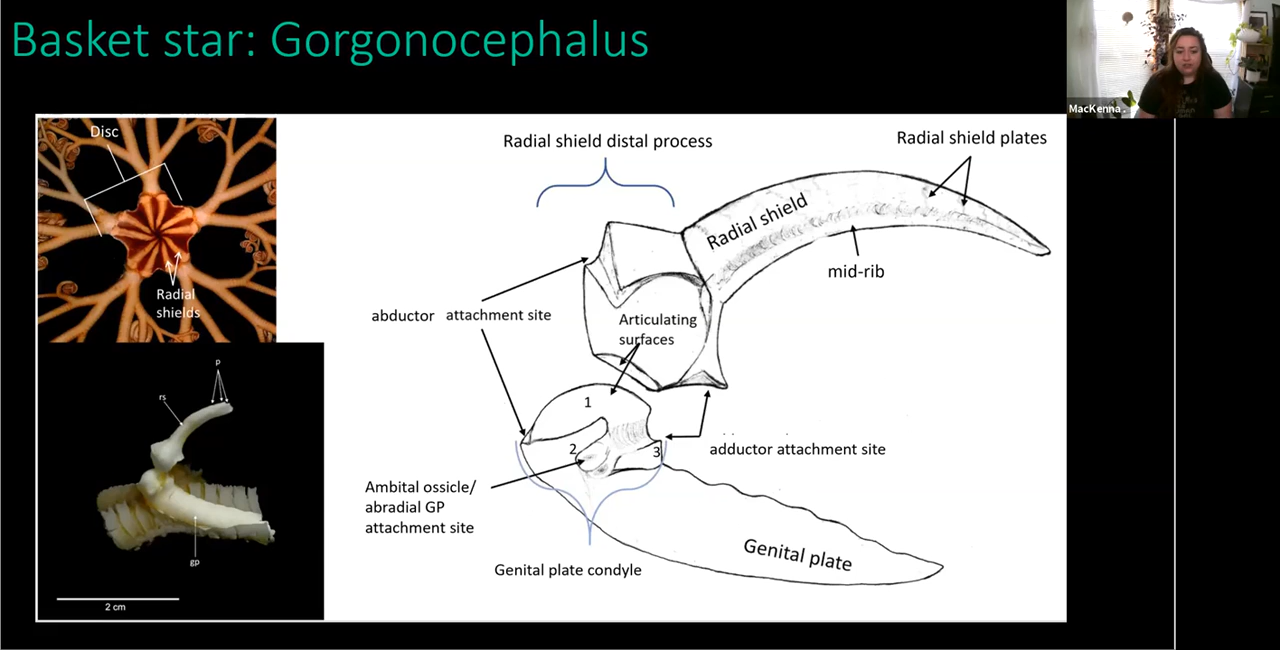 Basket star: Gorgonocephalus
MacKenna
Disc
Radial
shields
p
rs
gp
2 cm
Radial shield distal process
Radial shield plates
Radial shield
mid-rib
abductor attachment site
Articulating
surfaces
1
2
3
adductor attachment site
Ambital ossicle/
abradial GP
attachment site
Genital plate condyle
Genital plate